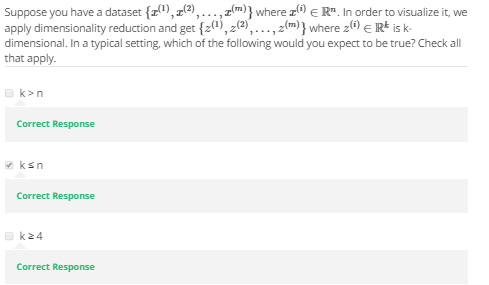 Suppose you have a dataset {x⁽¹⁾, x⁽²⁾, . . . , x⁽ᵐ⁾} where x⁽ⁱ⁾ ∈ ℝⁿ. In order to visualize it, we
apply dimensionality reduction and get {z⁽¹⁾, z⁽²⁾, . . . , z⁽ᵐ⁾} where z⁽ⁱ⁾ ∈ ℝᵏ is k-
dimensional. In a typical setting, which of the following would you expect to be true? Check all
that apply.
k > n
Correct Response
k ≤ n
Correct Response
k ≥ 4
Correct Response